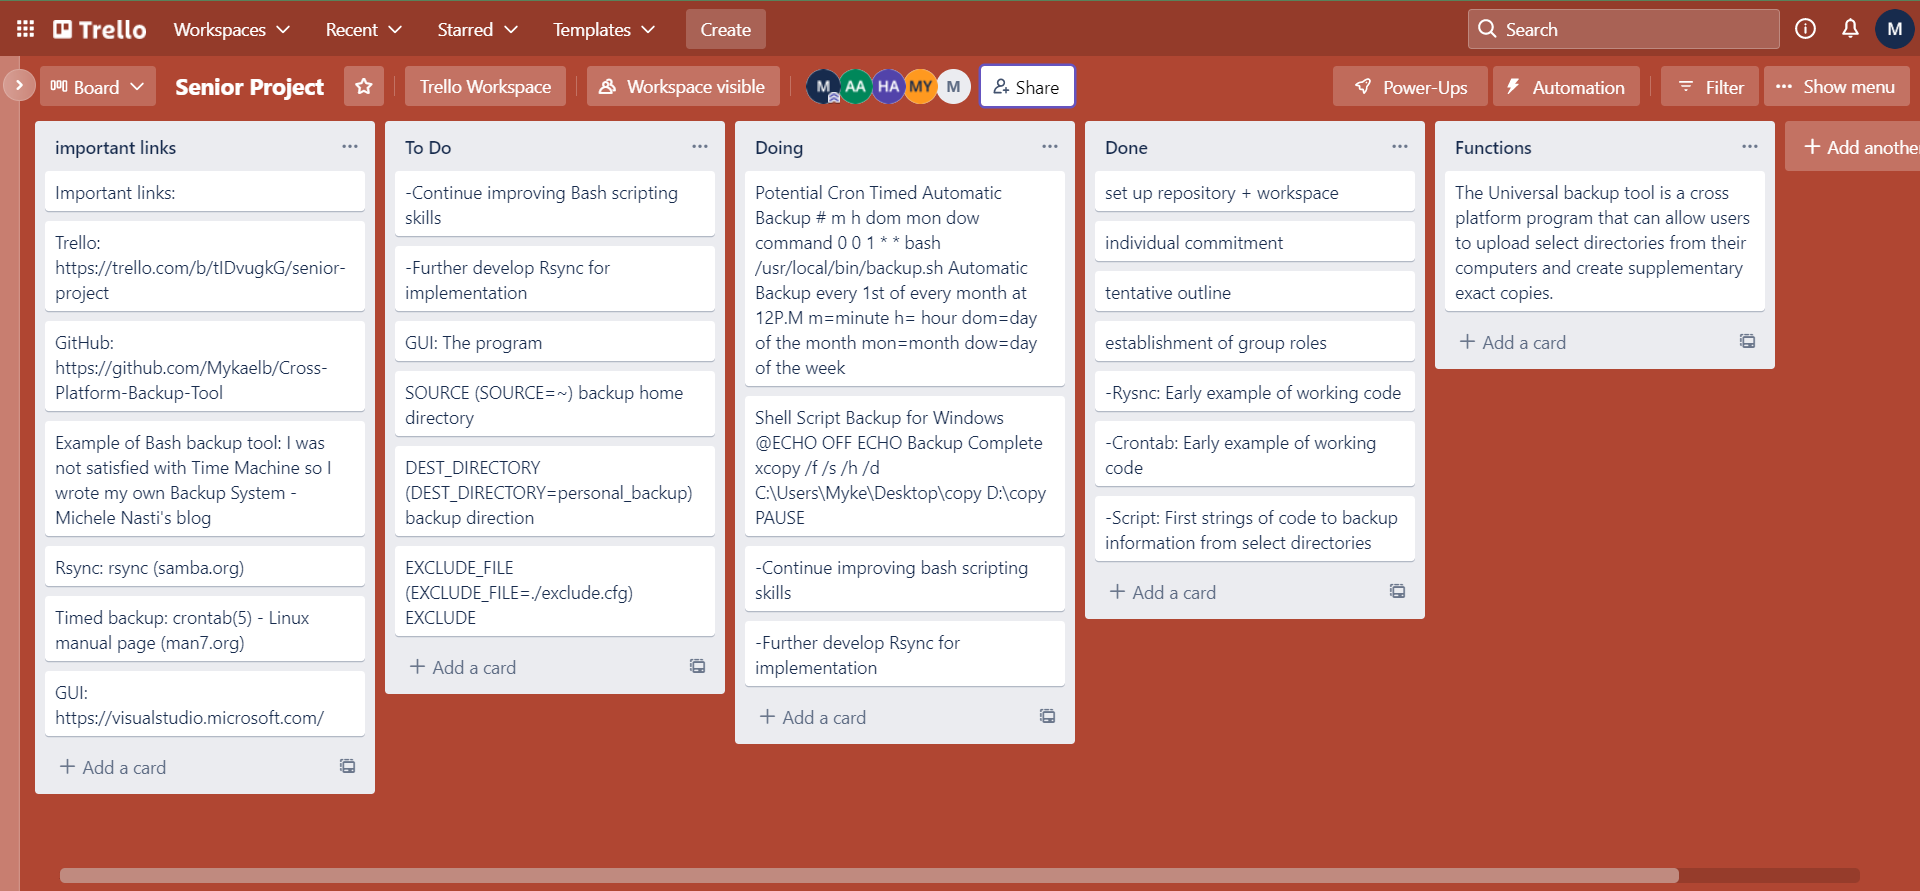 Trello
Workspaces
Recent
Starred
Templates
Create
Search
M
Board
Senior Project
Trello Workspace
Workspace visible
M
AA
HA
MY
M
Share
Power-Ups
Automation
Filter
Show menu
important links
Important links:
Trello:
https://trello.com/b/tIDvugkG/senior-
project
GitHub:
https://github.com/Mykaelb/Cross-
Platform-Backup-Tool
Example of Bash backup tool: I was
not satisfied with Time Machine so I
wrote my own Backup System -
Michele Nasti's blog
Rsync: rsync (samba.org)
Timed backup: crontab(5) - Linux
manual page (man7.org)
GUI:
https://visualstudio.microsoft.com/
+ Add a card
To Do
-Continue improving Bash scripting
skills
-Further develop Rsync for
implementation
GUI: The program
SOURCE (SOURCE=~) backup home
directory
DEST_DIRECTORY
(DEST_DIRECTORY=personal_backup)
backup direction
EXCLUDE_FILE
(EXCLUDE_FILE=./exclude.cfg)
EXCLUDE
+ Add a card
Doing
Potential Cron Timed Automatic
Backup # m h dom mon dow
command 0 0 1 * * bash
/usr/local/bin/backup.sh Automatic
Backup every 1st of every month at
12P.M m=minute h= hour dom=day
of the month mon=month dow=day
of the week
Shell Script Backup for Windows
@ECHO OFF ECHO Backup Complete
xcopy /f /s /h /d
C:\Users\Myke\Desktop\copy D:\copy
PAUSE
-Continue improving bash scripting
skills
-Further develop Rsync for
implementation
+ Add a card
Done
set up repository + workspace
individual commitment
tentative outline
establishment of group roles
-Rysnc: Early example of working code
-Crontab: Early example of working
code
-Script: First strings of code to backup
information from select directories
+ Add a card
Functions
The Universal backup tool is a cross
platform program that can allow users
to upload select directories from their
computers and create supplementary
exact copies.
+ Add a card
+ Add another